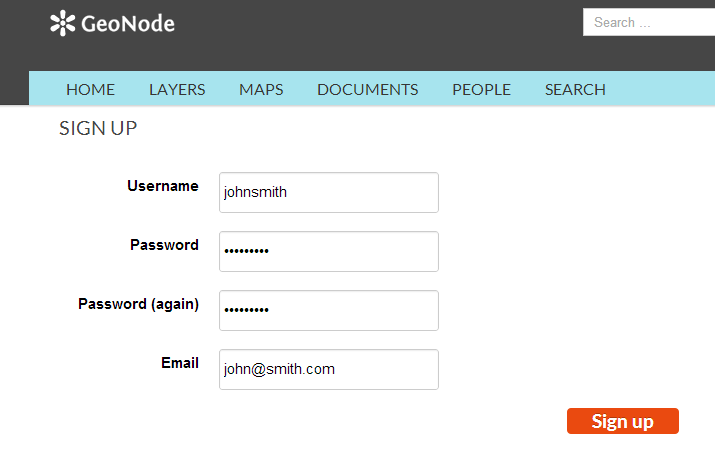 GeoNode
Search ...
HOME LAYERS MAPS DOCUMENTS PEOPLE SEARCH
SIGN UP
Username johnsmith
Password •••••••••
Password (again) •••••••••
Email john@smith.com
Sign up